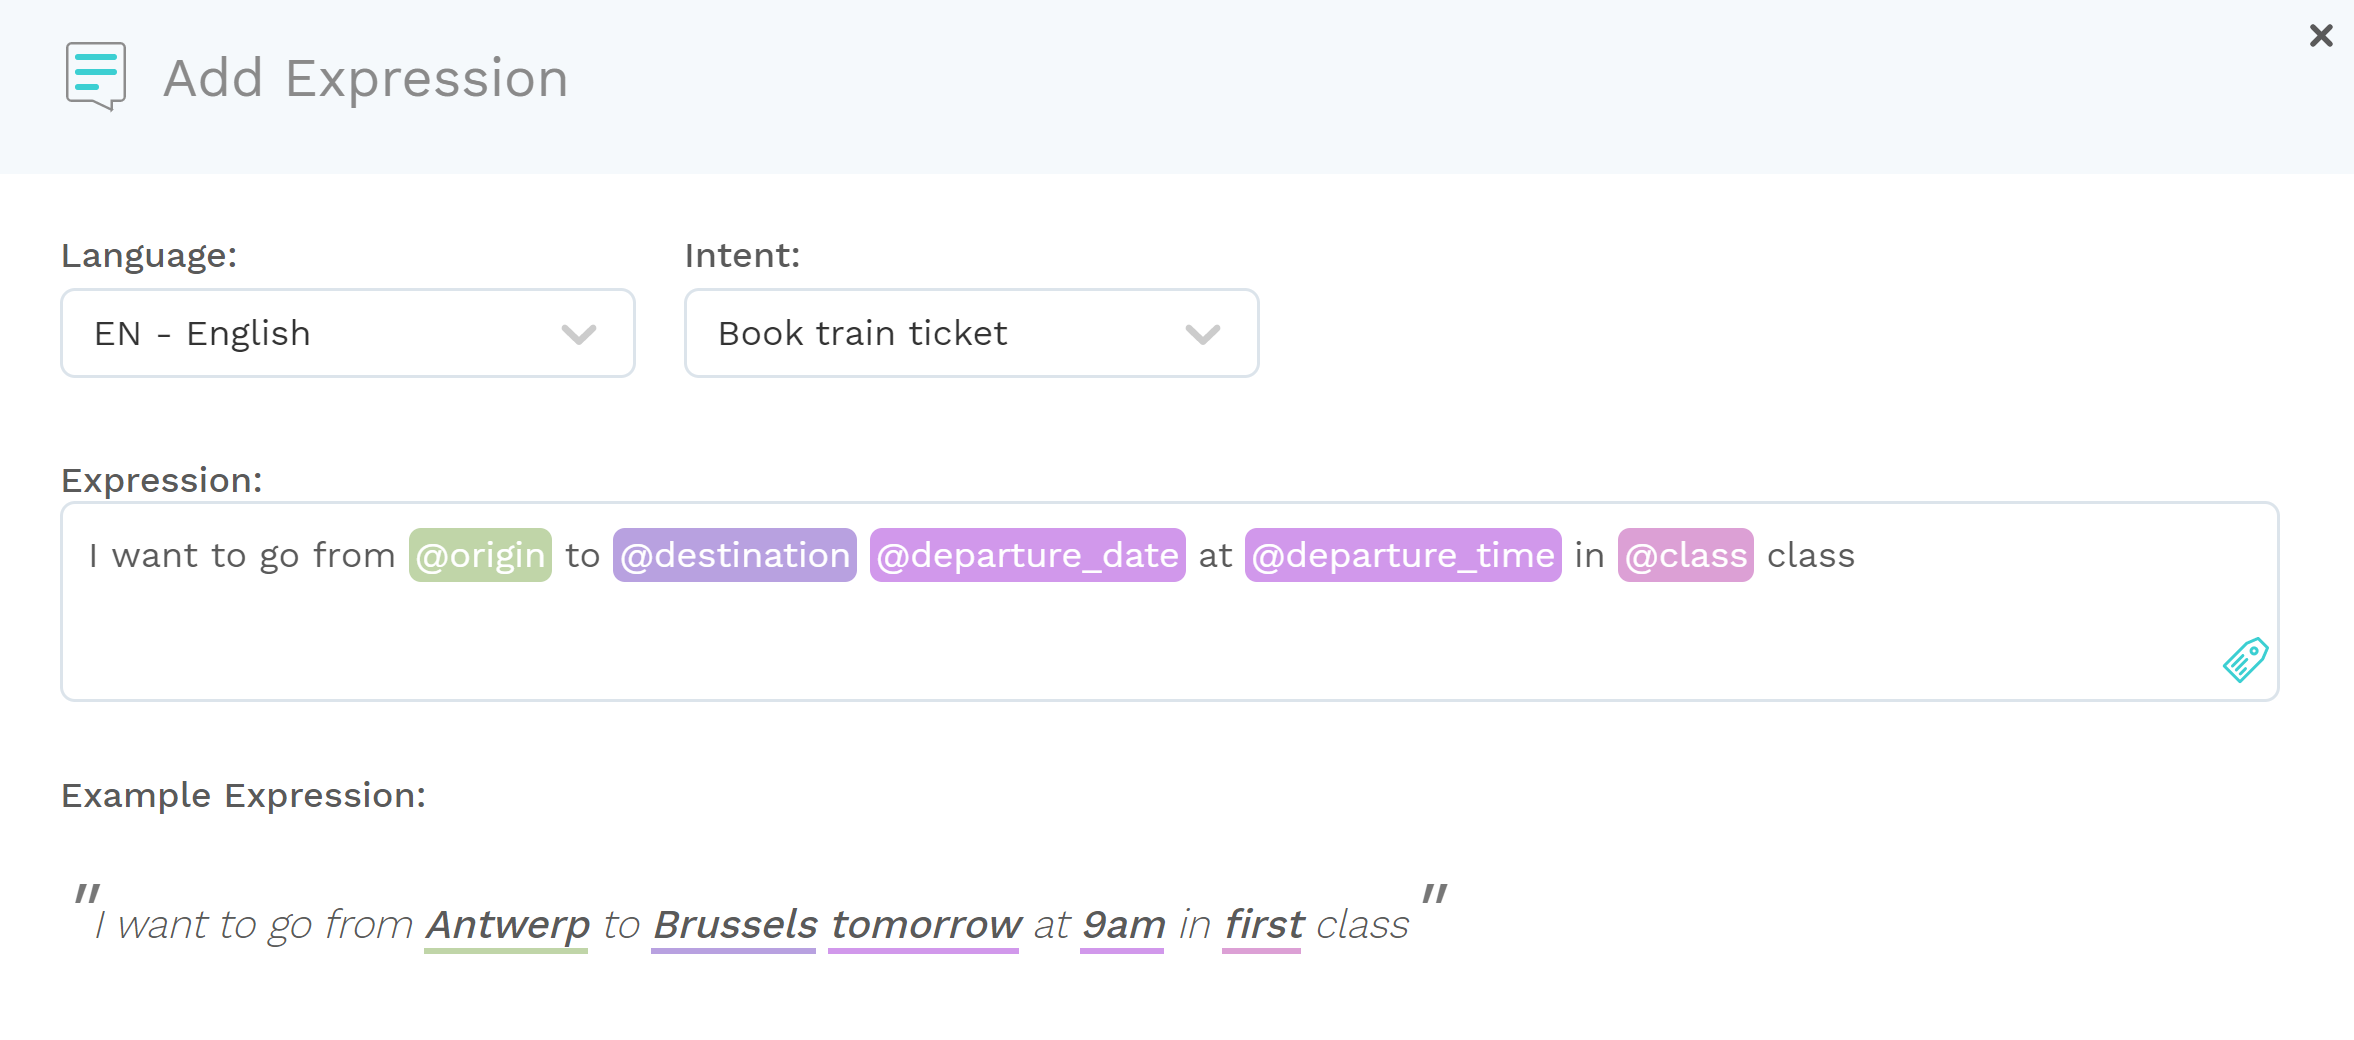 Add Expression
Language:
Intent:
EN - English
Book train ticket
Expression:
I want to go from @origin to @destination @departure_date at @departure_time in @class class
Example Expression:
"I want to go from Antwerp to Brussels tomorrow at 9am in first class"